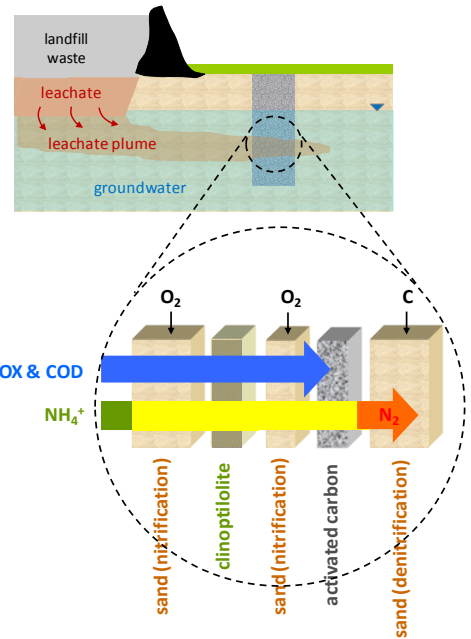 landfill
waste
leachate
leachate plume
groundwater
O₂
O₂
C
OX & COD
NH₄⁺
N₂
sand (nitrification)
clinoptilolite
sand (nitrification)
activated carbon
sand (denitrification)